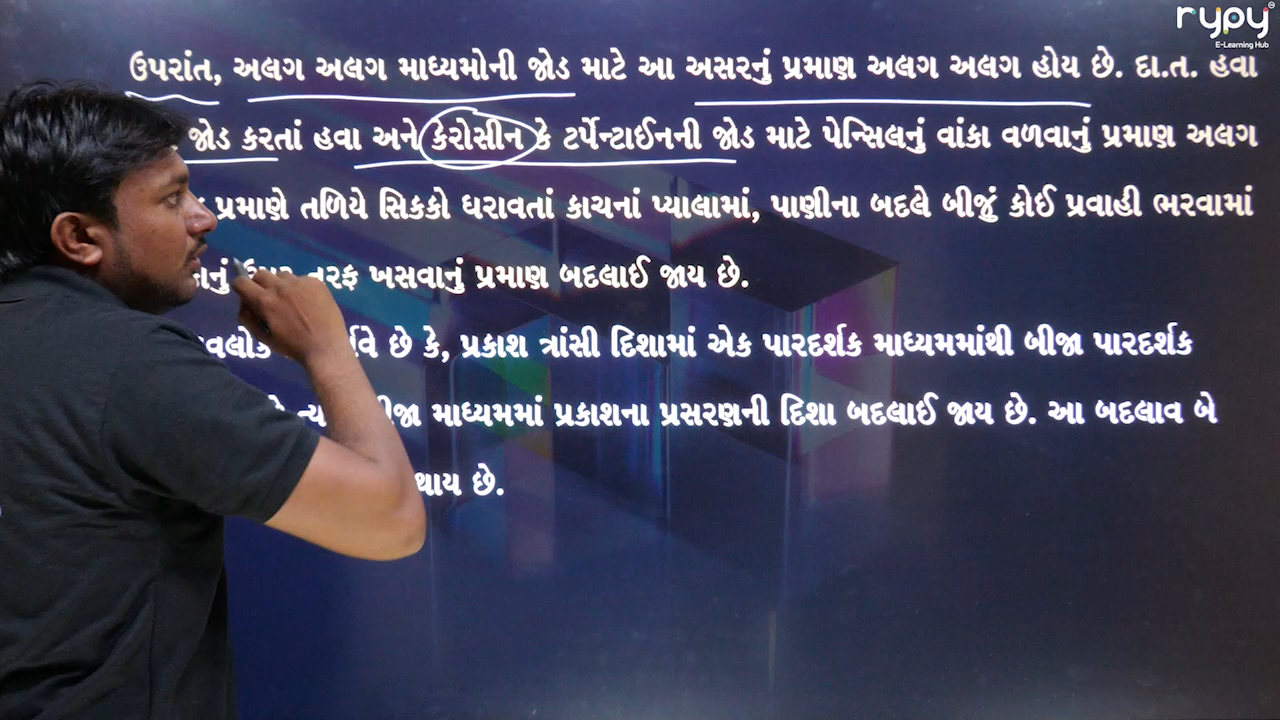 rypy
E-Learning Hub
ઉપરાંત, અલગ અલગ માધ્યમોની જોડ માટે આ અસરનું પ્રમાણ અલગ અલગ હોય છે. દા.ત. હવા
જોડ કરતાં હવા અને કેરોસીન કે ટર્પેન્ટાઈનની જોડ માટે પેન્સિલનું વાંકા વળવાનું પ્રમાણ અલગ
પ્રમાણે તળિયે સિકકો ધરાવતાં કાચનાં પ્યાલામાં, પાણીના બદલે બીજું કોઈ પ્રવાહી ભરવામાં
ખસવાનું પ્રમાણ બદલાઈ જાય છે.
છે કે, પ્રકાશ ત્રાંસી દિશામાં એક પારદર્શક માધ્યમમાંથી બીજા પારદર્શક
માધ્યમમાં પ્રકાશના પ્રસરણની દિશા બદલાઈ જાય છે. આ બદલાવ બે
થાય છે.